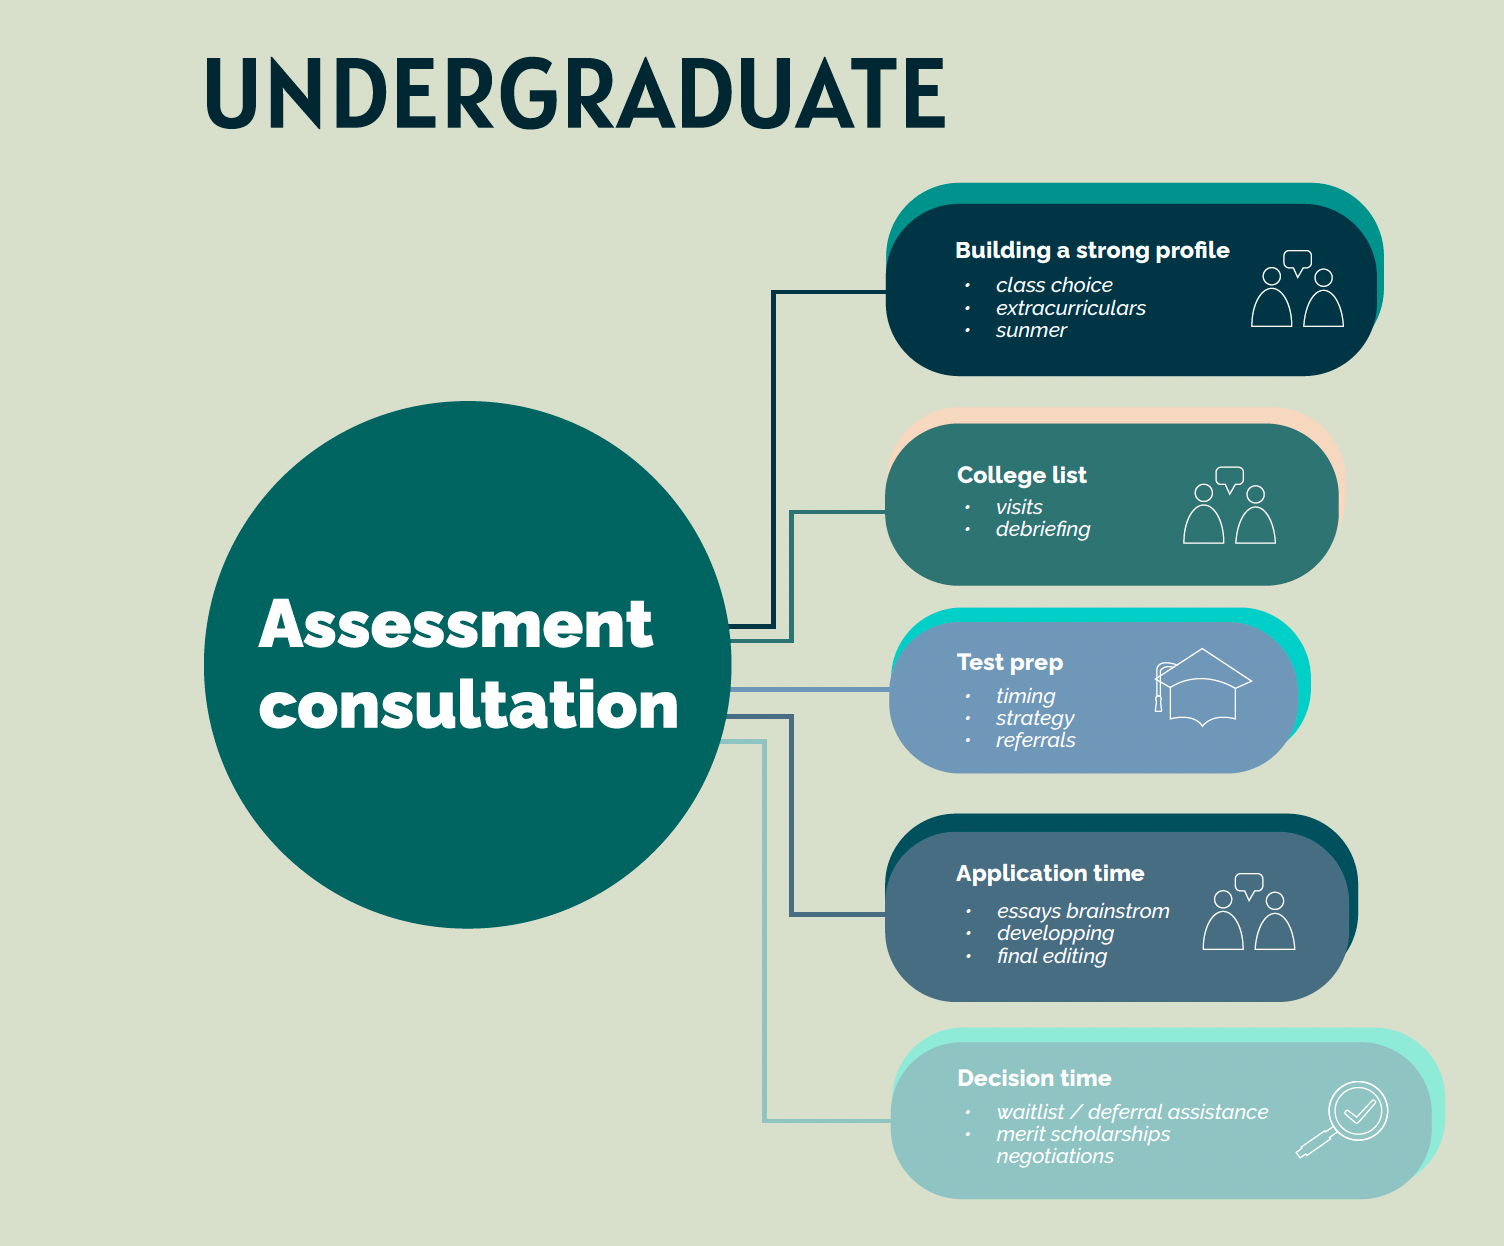 UNDERGRADUATE
Assessment
consultation
Building a strong profile
• class choice
• extracurriculars
• sunmer
College list
• visits
• debriefing
Test prep
• timing
• strategy
• referrals
Application time
• essays brainstrom
• developping
• final editing
Decision time
• waitlist / deferral assistance
• merit scholarships
negotiations